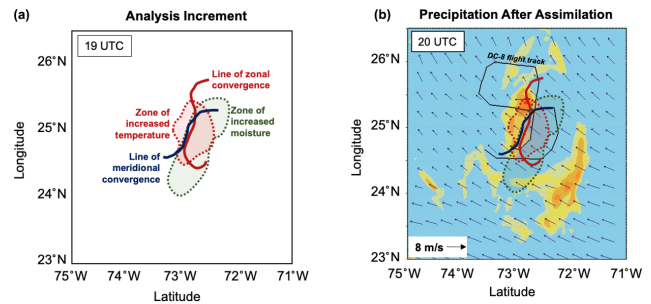 (a)
Analysis Increment
19 UTC
Longitude
26°N
25°N
24°N
23°N
75°W
74°W
73°W
72°W
71°W
Latitude
Line of zonal
convergence
Zone of
increased
temperature
Zone of
increased
moisture
Line of
meridional
convergence
(b)
Precipitation After Assimilation
20 UTC
DC-8 flight track
Longitude
26°N
25°N
24°N
23°N
8 m/s
75°W
74°W
73°W
72°W
71°W
Latitude